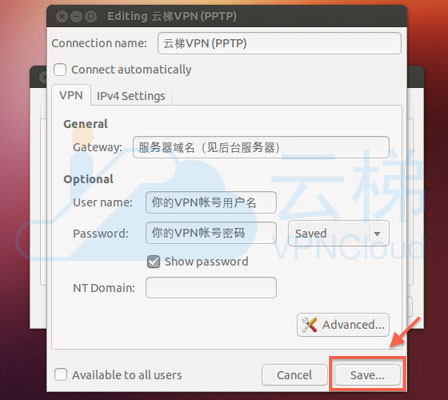 Editing 云梯VPN (PPTP)
Connection name: 云梯VPN (PPTP)
Connect automatically
VPN IPv4 Settings
General
Gateway: 服务器域名（见后台服务器）
Optional
User name: 你的VPN帐号用户名
Password: 你的VPN帐号密码 Saved
Show password
NT Domain:
Advanced...
Available to all users Cancel Save...
云梯
VPNCloud